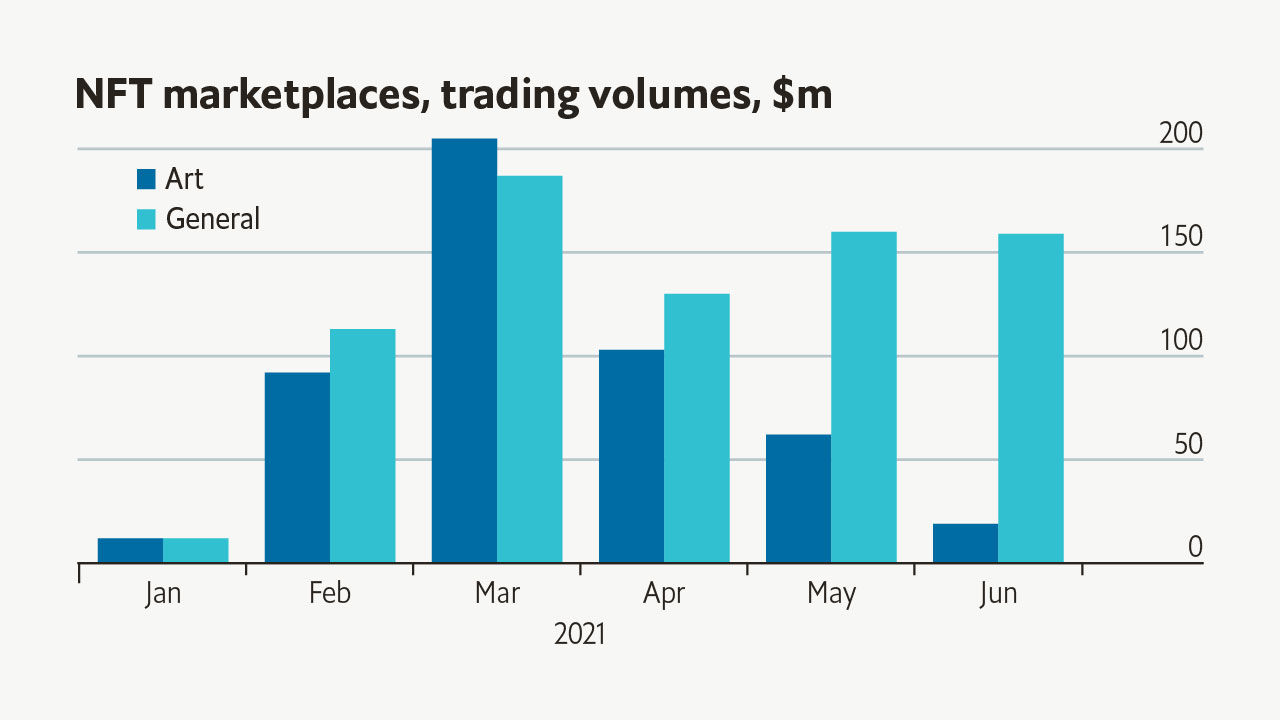 NFT marketplaces, trading volumes, $m
200
Art
General
150
100
50
0
Jan Feb Mar Apr May Jun
2021